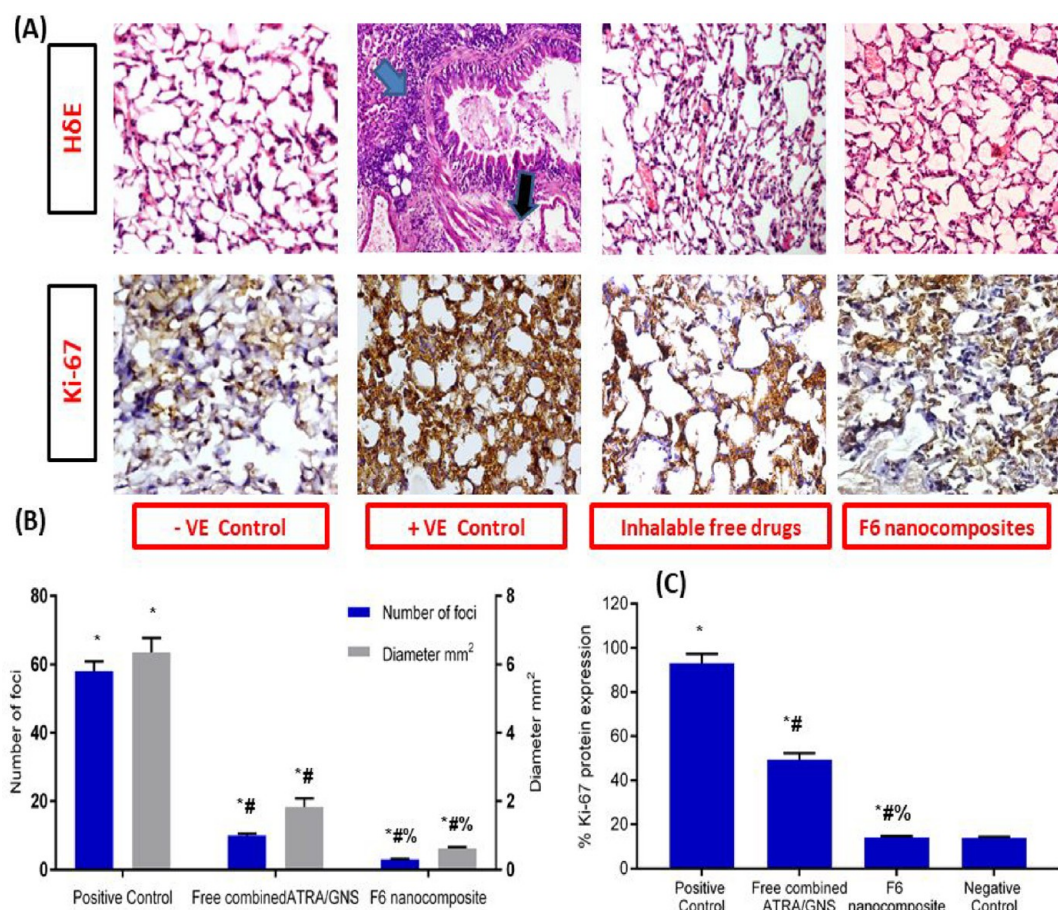 (A)
HδE
Ki-67
- VE Control
+ VE Control
Inhalable free drugs
F6 nanocomposites
(B)
Number of foci
80
60
40
20
0
*
*
*#
*#
*#%
*#%
Number of foci
Diameter mm²
8
6
4
2
0
Diameter mm²
Positive Control
Free combinedATRA/GNS
F6 nanocomposite
(C)
% Ki-67 protein expression
120
100
80
60
40
20
0
*
*#
*#%
Positive
Control
Free combined
ATRA/GNS
F6
nanocomposite
Negative
Control